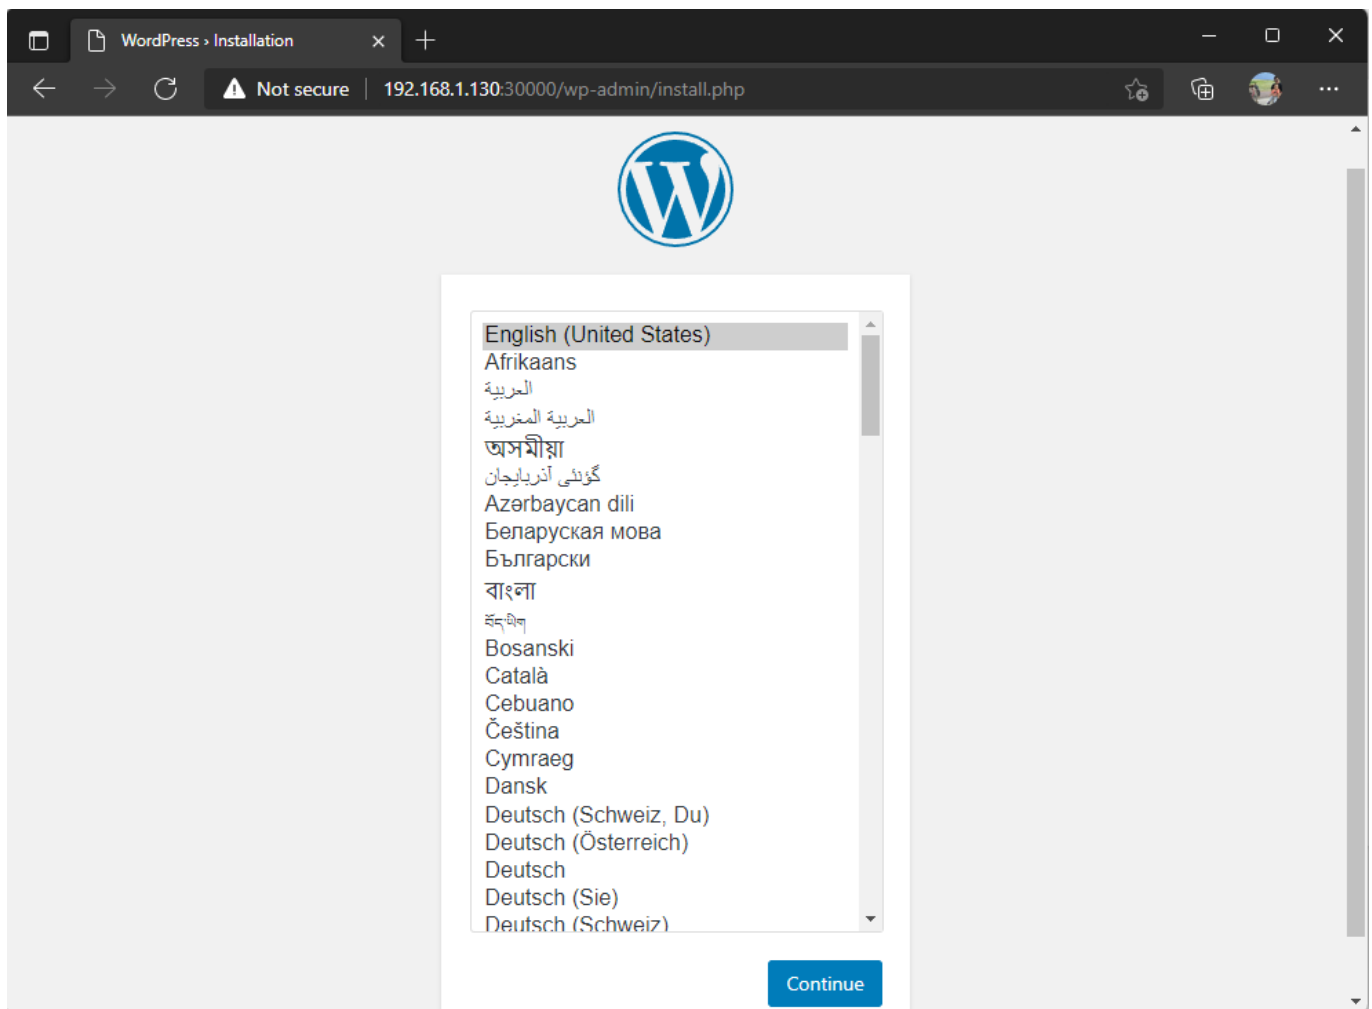 WordPress › Installation
Not secure
192.168.1.130:30000/wp-admin/install.php
English (United States)
Afrikaans
العربية
العربية المغربية
অসমীয়া
گؤنئی آذربایجان
Azərbaycan dili
Беларуская мова
Български
বাংলা
བོད་ཡིག
Bosanski
Català
Cebuano
Čeština
Cymraeg
Dansk
Deutsch (Schweiz, Du)
Deutsch (Österreich)
Deutsch
Deutsch (Sie)
Deutsch (Schweiz)
Continue